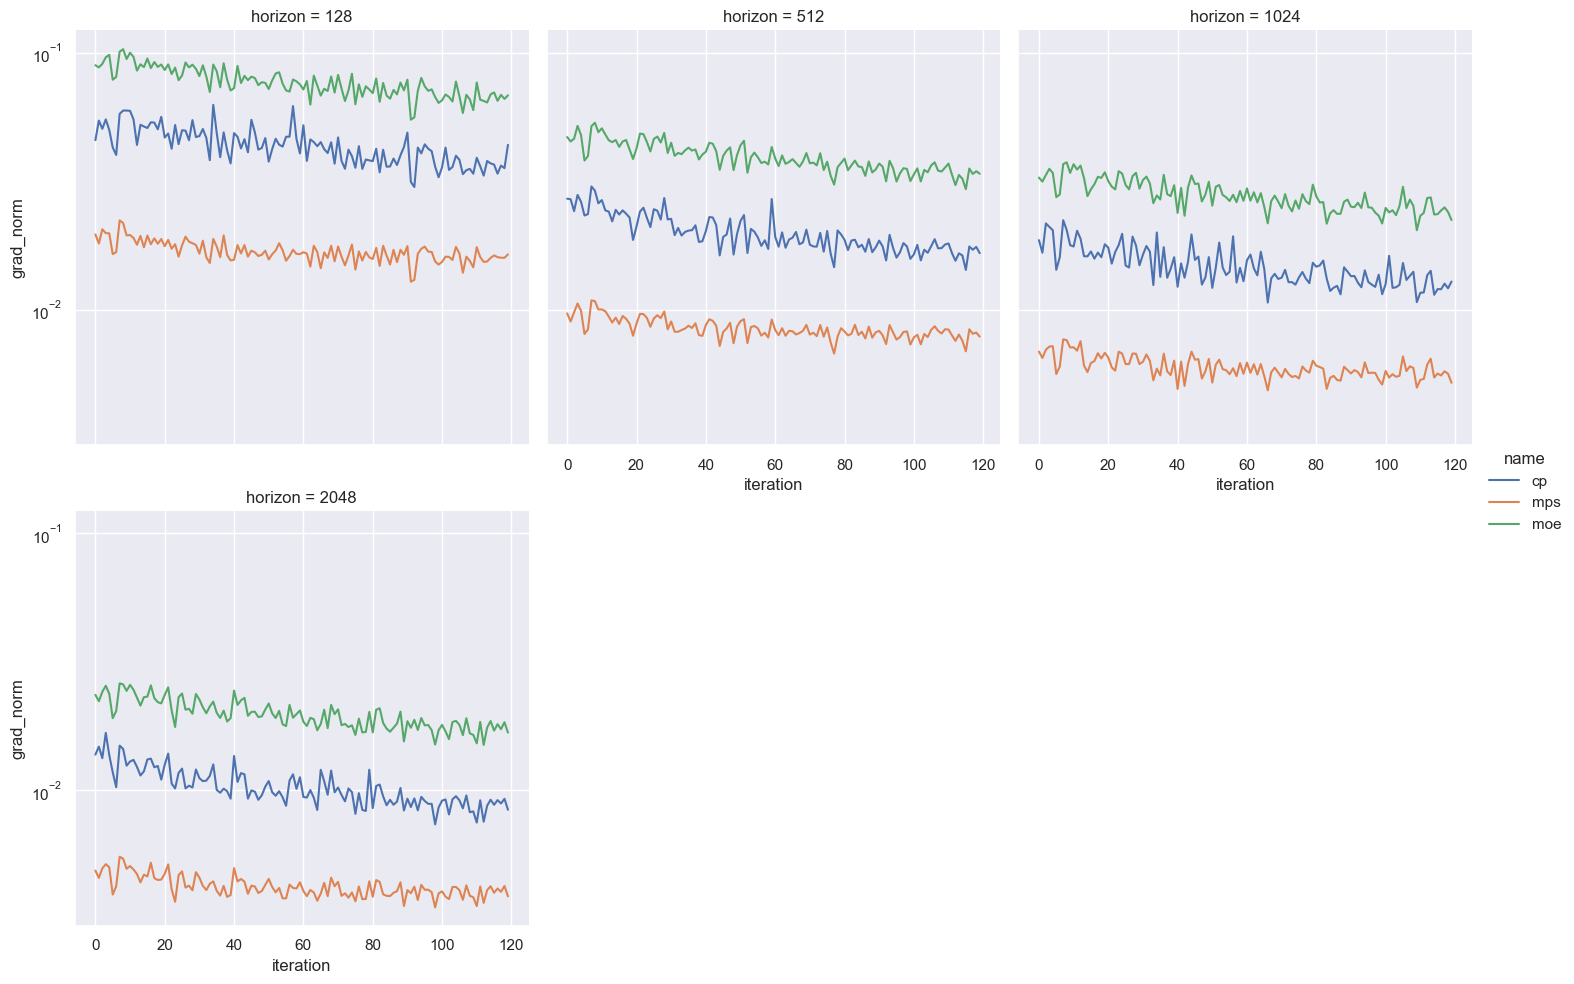 horizon = 128
horizon = 512
horizon = 1024
10⁻¹
10⁻²
grad_norm
0 20 40 60 80 100 120
iteration
0 20 40 60 80 100 120
iteration
name
cp
mps
moe
horizon = 2048
10⁻¹
10⁻²
grad_norm
0 20 40 60 80 100 120
iteration